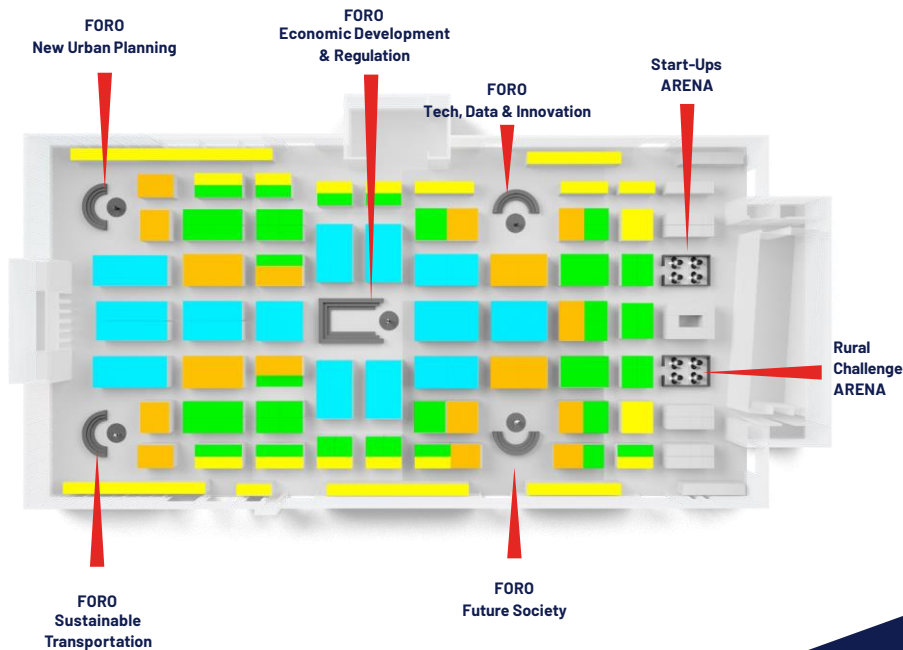 FORO
New Urban Planning
FORO
Economic Development
& Regulation
FORO
Tech, Data & Innovation
Start-Ups
ARENA
Rural
Challenge
ARENA
FORO
Sustainable
Transportation
FORO
Future Society